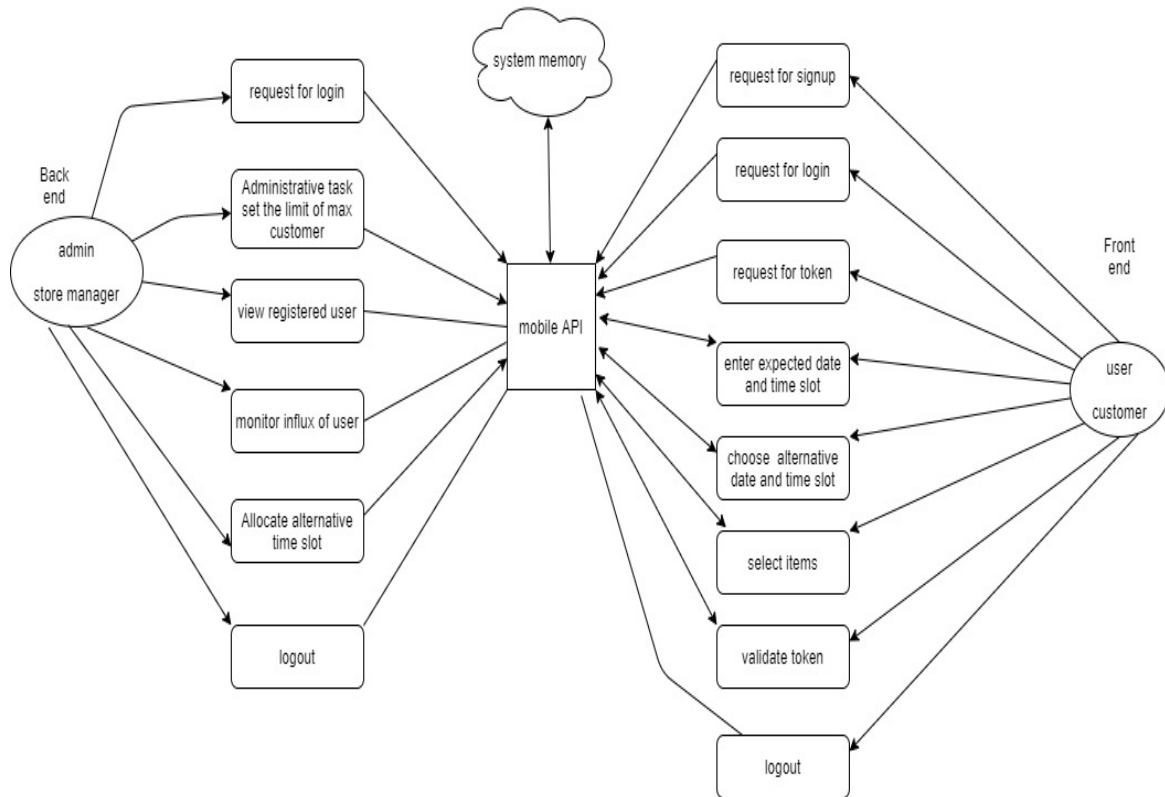 system memory
Back
end
admin
store manager
request for login
Administrative task
set the limit of max
customer
view registered user
monitor influx of user
Allocate alternative
time slot
logout
mobile API
request for signup
request for login
request for token
enter expected date
and time slot
choose alternative
date and time slot
select items
validate token
logout
Front
end
user
customer